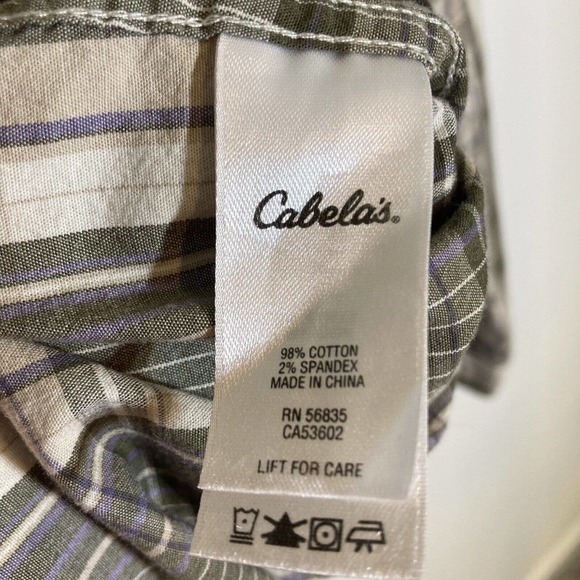 Cabela's®
98% COTTON
2% SPANDEX
MADE IN CHINA
RN 56835
CA53602
LIFT FOR CARE